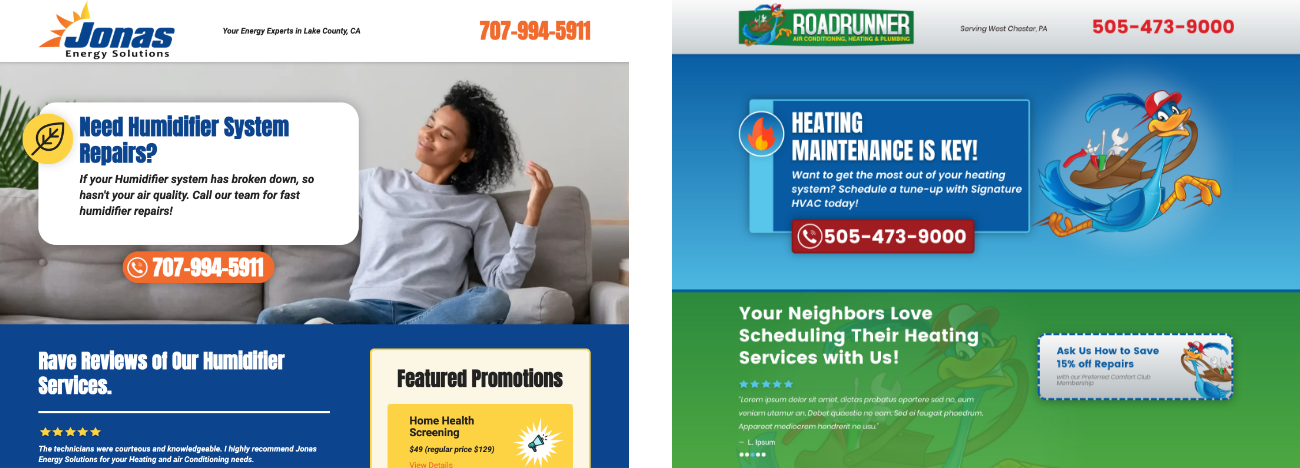 Jonas
Energy Solutions
Your Energy Experts in Lake County, CA
707-994-5911
Need Humidifier System
Repairs?
If your Humidifier system has broken down, so
hasn't your air quality. Call our team for fast
humidifier repairs!
707-994-5911
Rave Reviews of Our Humidifier
Services.
The technicians were courteous and knowledgeable. I highly recommend Jonas
Energy Solutions for your Heating and air Conditioning needs.
Featured Promotions
Home Health
Screening
$49 (regular price $129)
View Details
ROADRUNNER
AIR CONDITIONING, HEATING & PLUMBING
Serving West Chester, PA
505-473-9000
HEATING
MAINTENANCE IS KEY!
Want to get the most out of your heating
system? Schedule a tune-up with Signature
HVAC today!
505-473-9000
Your Neighbors Love
Scheduling Their Heating
Services with Us!
"Lorem ipsum dolor sit amet, dictas probatus oportere sed no, eum
veniam utamur an. Debet quaestio ne eam. Sed ei feugait phaedrum.
Appareat mediocrem hendrerit ne usu."
– L. Ipsum
Ask Us How to Save
15% off Repairs
with our Preferred Comfort Club
Membership